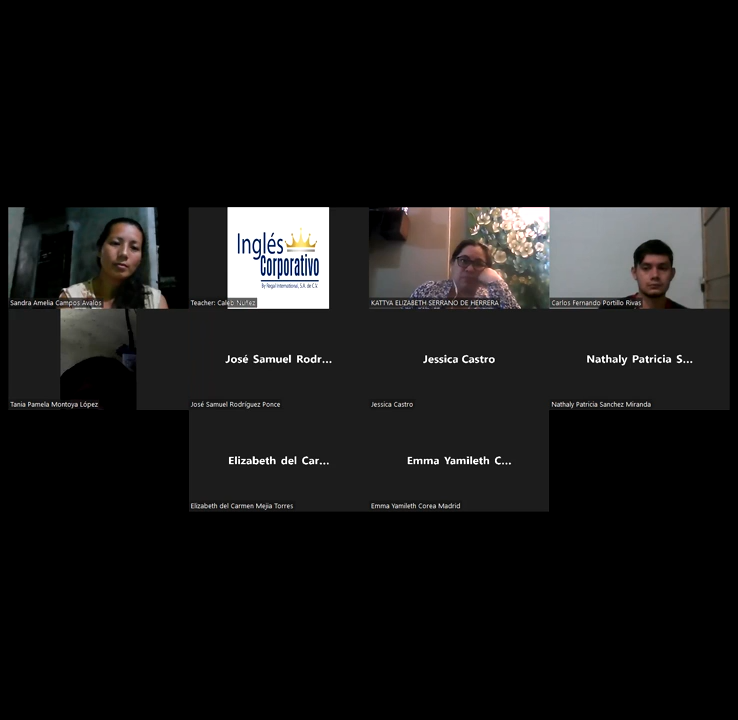 Inglés
Corporativo
By Regal International, S.A. de C.V.
Sandra Amelia Campos Avalos
Teacher: Caleb Nuñez
KATTYA ELIZABETH SERRANO DE HERRERA
Carlos Fernando Portillo Rivas
José Samuel Rodr...
Jessica Castro
Nathaly Patricia S...
Tania Pamela Montoya López
José Samuel Rodríguez Ponce
Jessica Castro
Nathaly Patricia Sanchez Miranda
Elizabeth del Car...
Emma Yamileth C...
Elizabeth del Carmen Mejia Torres
Emma Yamileth Corea Madrid